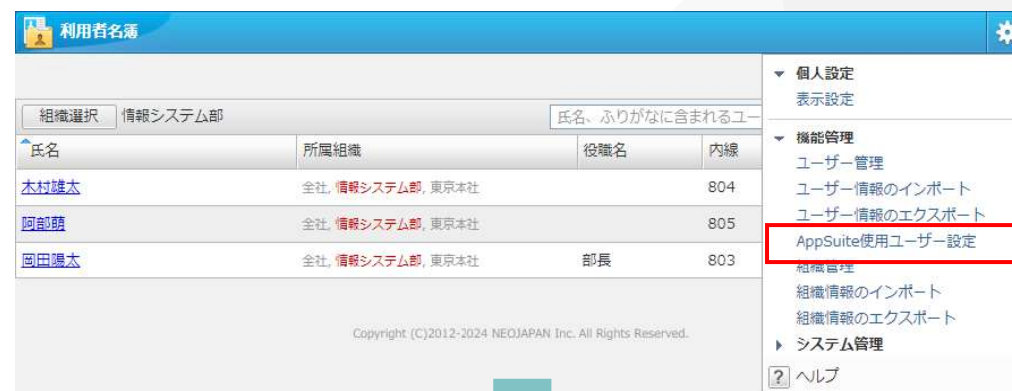 利用者名簿
組織選択 情報システム部 氏名、ふりがなに含まれるユー
氏名 所属組織 役職名 内線
木村雄太 全社, 情報システム部, 東京本社 804
阿部萌 全社, 情報システム部, 東京本社 805
岡田陽太 全社, 情報システム部, 東京本社 部長 803
Copyright (C)2012-2024 NEOJAPAN Inc. All Rights Reserved.
個人設定
表示設定
機能管理
ユーザー管理
ユーザー情報のインポート
ユーザー情報のエクスポート
AppSuite使用ユーザー設定
組織管理
組織情報のインポート
組織情報のエクスポート
システム管理
? ヘルプ